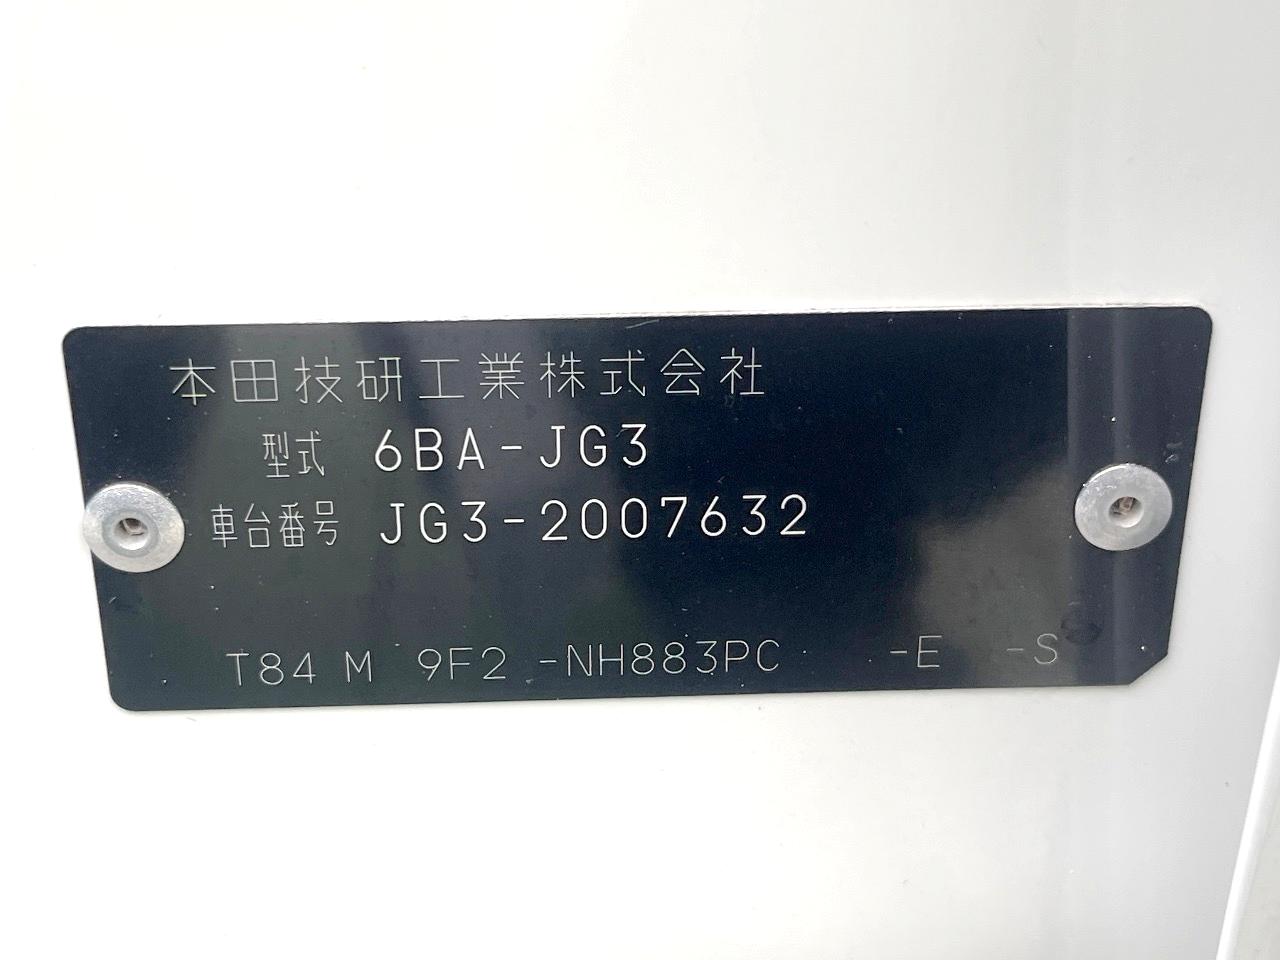 本田技研工業株式会社
型式 6BA-JG3
車台番号 JG3-2007632
T84 M 9F2 -NH883PC -E -S